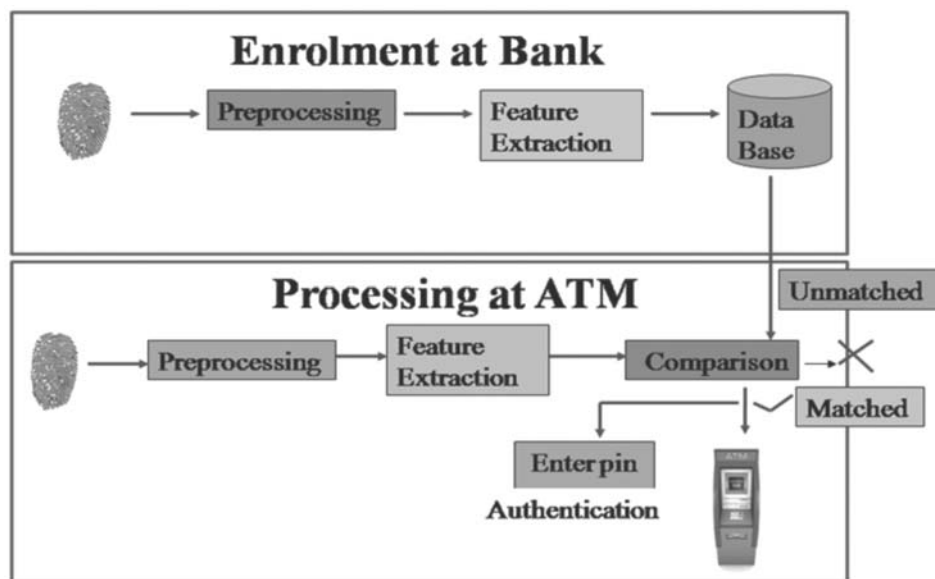 Enrolment at Bank
Preprocessing
Feature
Extraction
Data
Base
Processing at ATM
Unmatched
Preprocessing
Feature
Extraction
Comparison
Matched
Enter pin
Authentication
ATM